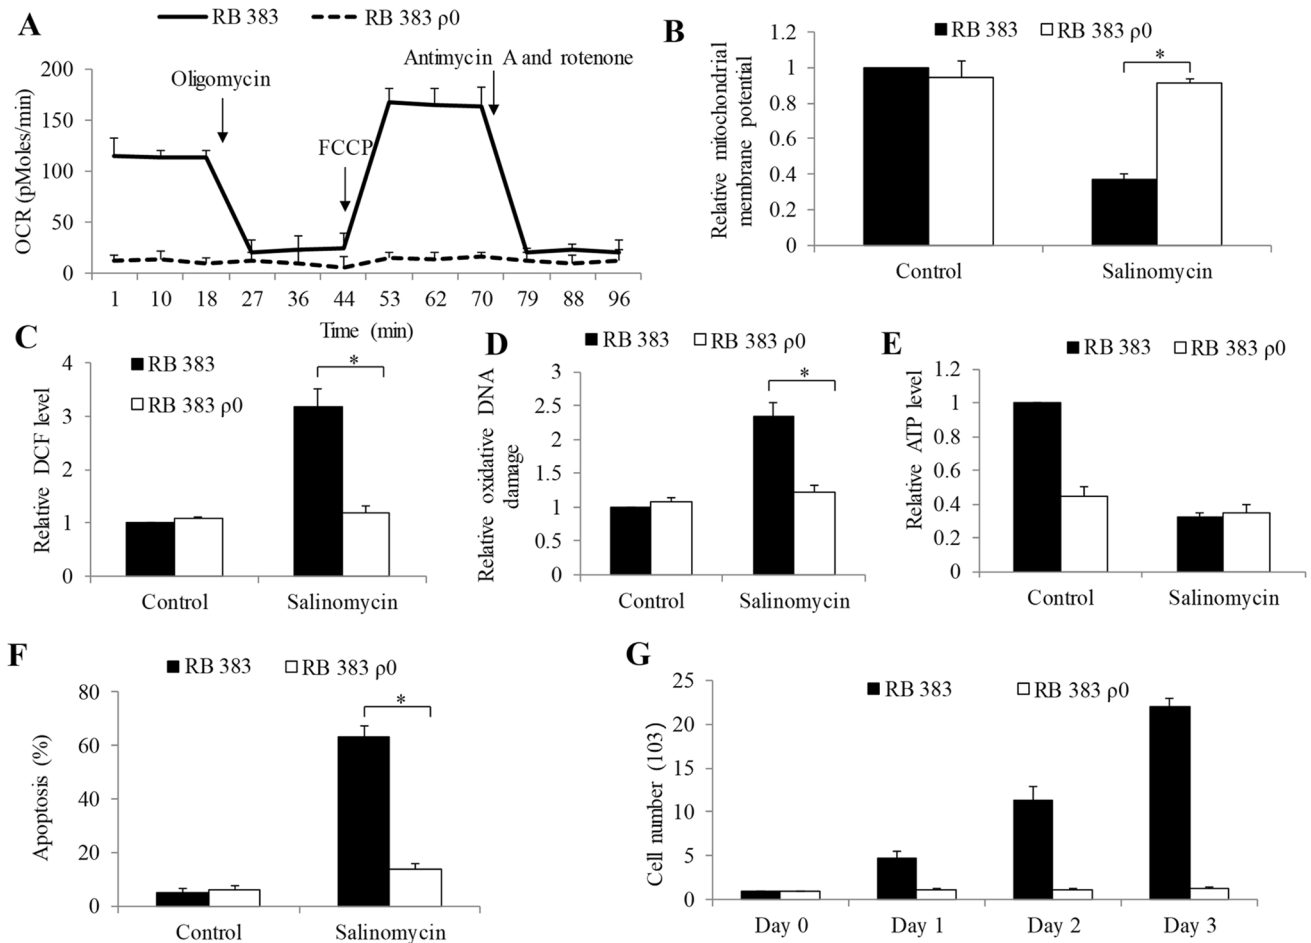 A
RB 383
RB 383 ρ0
Oligomycin
Antimycin A and rotenone
FCCP
OCR (pMoles/min)
200
150
100
50
0
1 10 18 27 36 44 53 62 70 79 88 96
Time (min)
B
RB 383
RB 383 ρ0
Relative mitochondrial
membrane potential
1.2
1
0.8
0.6
0.4
0.2
0
*
Control
Salinomycin
C
RB 383
RB 383 ρ0
Relative DCF level
4
3
2
1
0
*
Control
Salinomycin
D
RB 383
RB 383 ρ0
Relative oxidative DNA
damage
3
2.5
2
1.5
1
0.5
0
*
Control
Salinomycin
E
RB 383
RB 383 ρ0
Relative ATP level
1.2
1
0.8
0.6
0.4
0.2
0
Control
Salinomycin
F
RB 383
RB 383 ρ0
Apoptosis (%)
80
60
40
20
0
*
Control
Salinomycin
G
RB 383
RB 383 ρ0
Cell number (103)
25
20
15
10
5
0
Day 0
Day 1
Day 2
Day 3